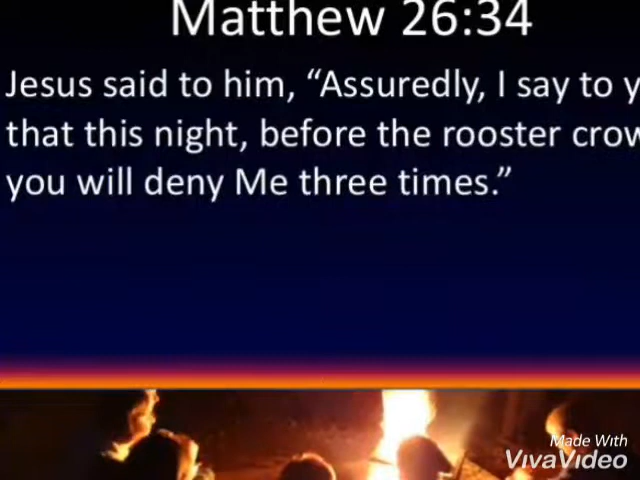 Matthew 26:34
Jesus said to him, “Assuredly, I say to y
that this night, before the rooster crow
you will deny Me three times.”
Made With
VivaVideo